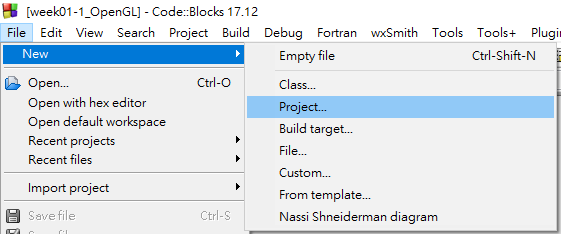 [week01-1_OpenGL] - Code::Blocks 17.12
File Edit View Search Project Build Debug Fortran wxSmith Tools Tools+ Plugin
New
Empty file Ctrl-Shift-N
Class...
Project...
Build target...
File...
Custom...
From template...
Nassi Shneiderman diagram
Open... Ctrl-O
Open with hex editor
Open default workspace
Recent projects
Recent files
Import project
Save file Ctrl-S